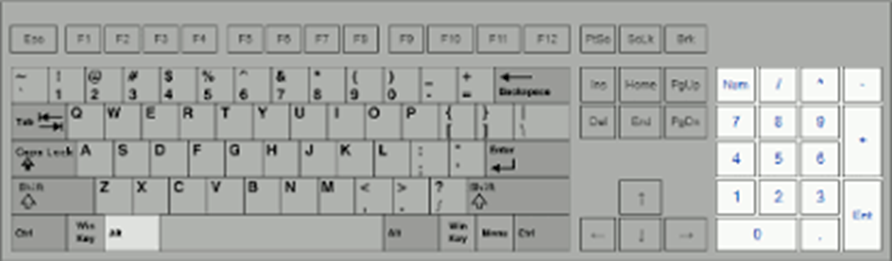 Esc F1 F2 F3 F4 F5 F6 F7 F8 F9 F10 F11 F12 PtSc ScLk Brk
~ ! @ # $ % ^ & * ( ) _ +
` 1 2 3 4 5 6 7 8 9 0 - = Backspace Ins Home PgUp Num / * -
Tab Q W E R T Y U I O P { } |
[ ] \ Del End PgDn 7 8 9 +
Caps Lock A S D F G H J K L : " Enter
; ' 4 5 6
Shift Z X C V B N M < > ? Shift
, . / ↑ 1 2 3 Ent
Ctrl Win Key Alt Alt Win Key Menu Ctrl ← ↓ → 0 .